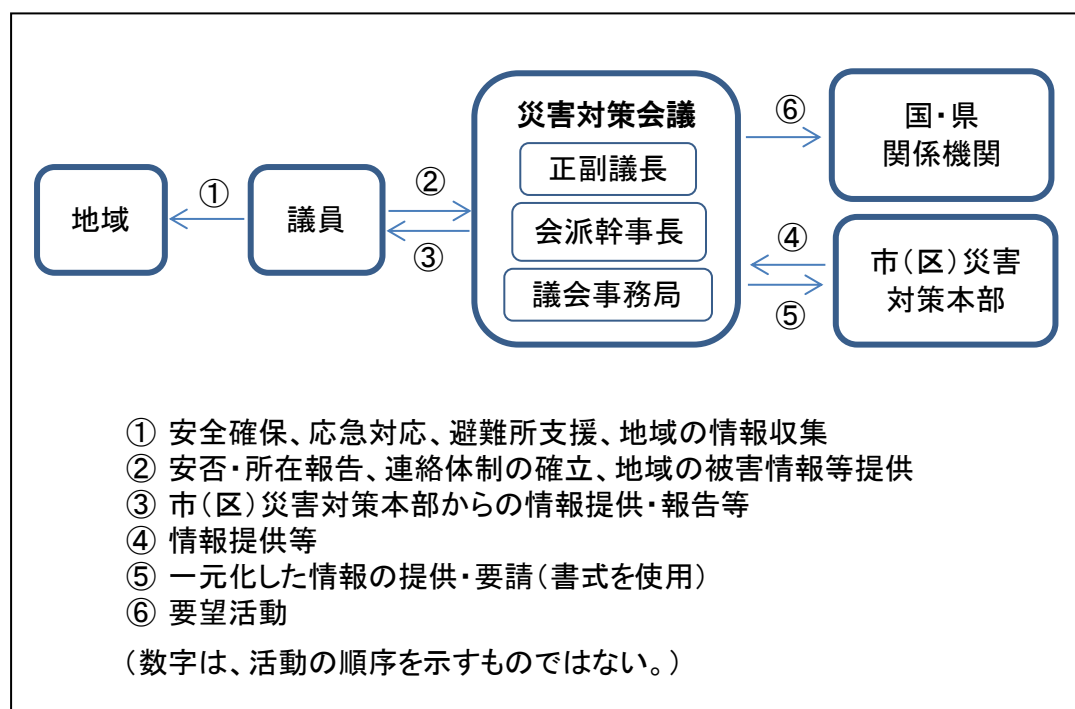 災害対策会議
正副議長
会派幹事長
議会事務局
地域
①
議員
②
③
⑥
国・県
関係機関
④
⑤
市(区)災害
対策本部
① 安全確保、応急対応、避難所支援、地域の情報収集
② 安否・所在報告、連絡体制の確立、地域の被害情報等提供
③ 市(区)災害対策本部からの情報提供・報告等
④ 情報提供等
⑤ 一元化した情報の提供・要請(書式を使用)
⑥ 要望活動
(数字は、活動の順序を示すものではない。)